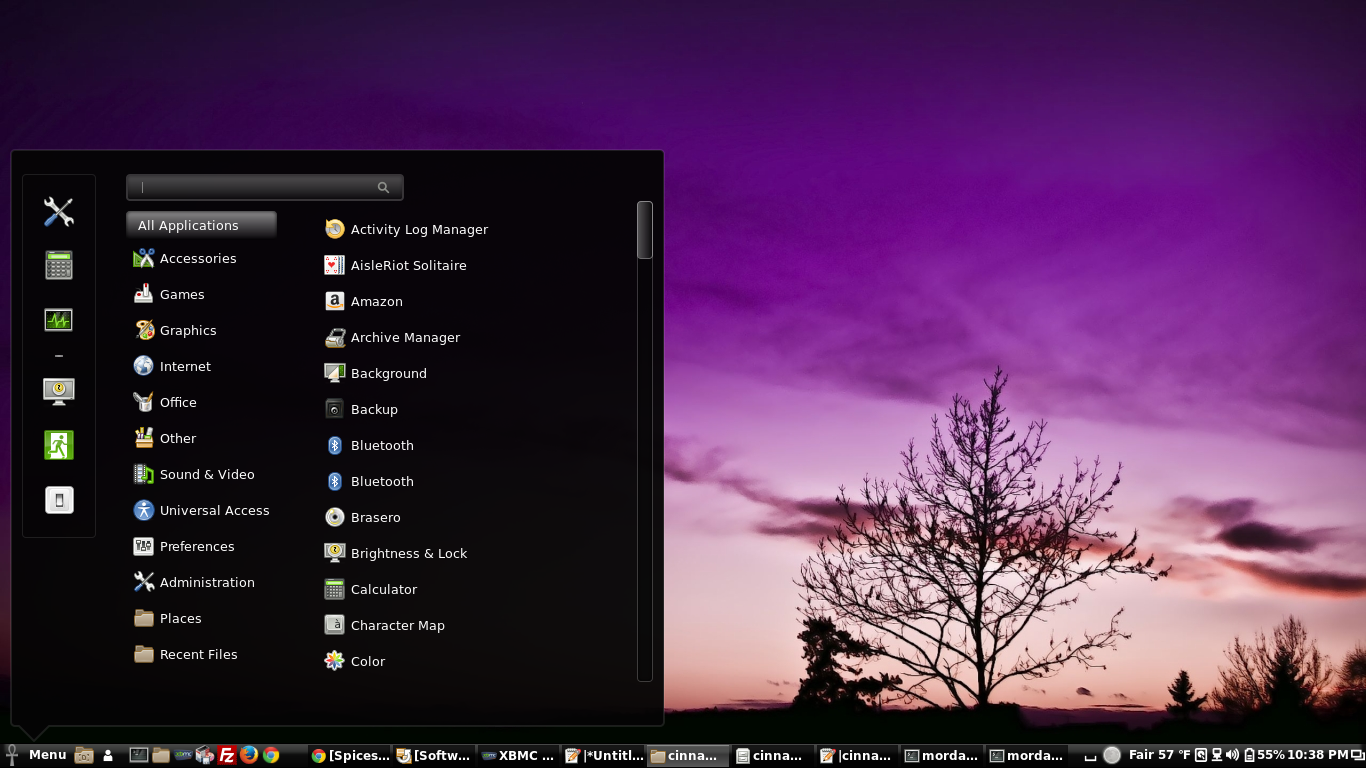 All Applications
Accessories
Games
Graphics
Internet
Office
Other
Sound & Video
Universal Access
Preferences
Administration
Places
Recent Files
Activity Log Manager
AisleRiot Solitaire
Amazon
Archive Manager
Background
Backup
Bluetooth
Bluetooth
Brasero
Brightness & Lock
Calculator
Character Map
Color
Menu [Spices... [Softw... XBMC ... |*Untitl... cinna... cinna... |cinna... morda... morda... Fair 57 °F 55% 10:38 PM